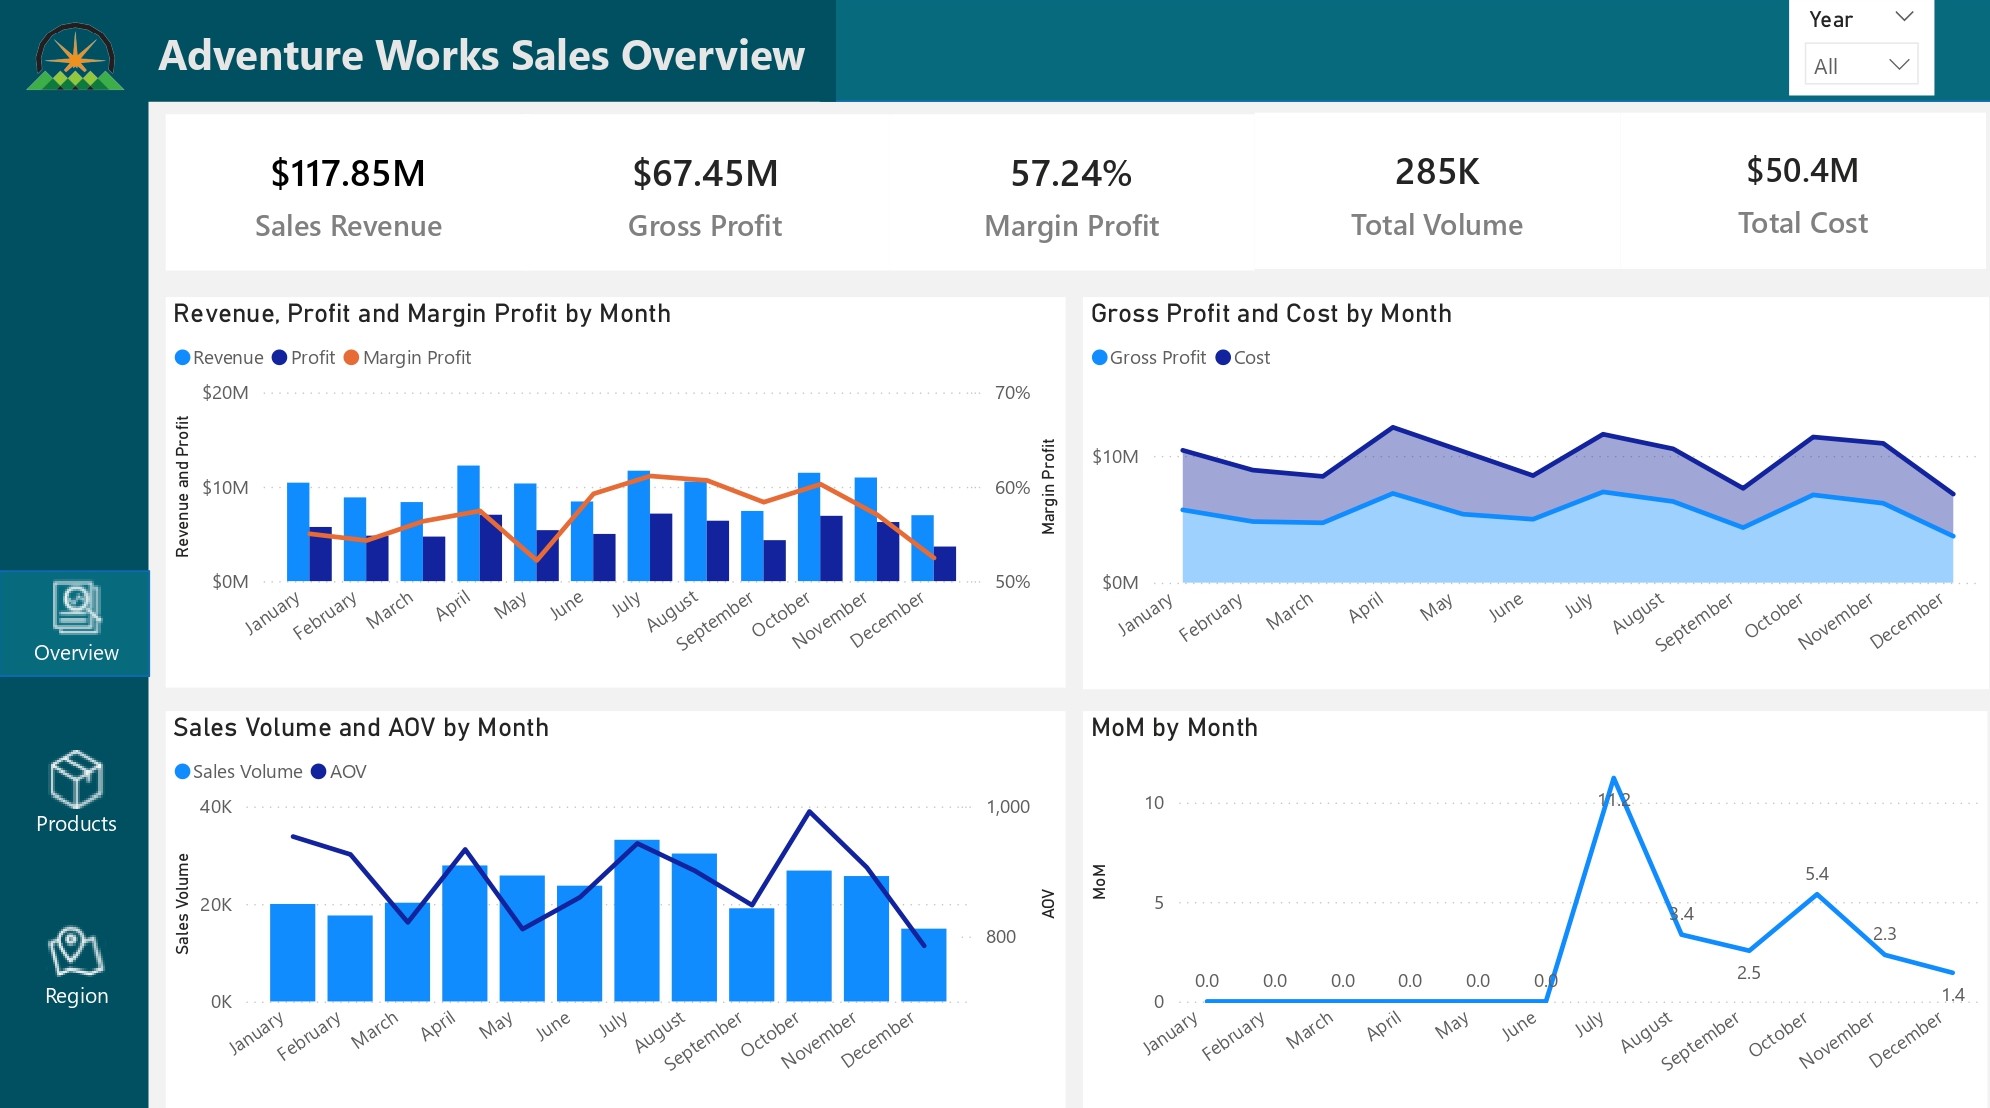 Adventure Works Sales Overview
Year
All
$117.85M
Sales Revenue
$67.45M
Gross Profit
57.24%
Margin Profit
285K
Total Volume
$50.4M
Total Cost
Overview
Products
Region
Revenue, Profit and Margin Profit by Month
Revenue Profit Margin Profit
Revenue and Profit
$20M
$10M
$0M
70%
60%
50%
Margin Profit
January February March April May June July August September October November December
Gross Profit and Cost by Month
Gross Profit Cost
$10M
$0M
January February March April May June July August September October November December
Sales Volume and AOV by Month
Sales Volume AOV
Sales Volume
40K
20K
0K
1,000
800
AOV
January February March April May June July August September October November December
MoM by Month
MoM
10
5
0
0.0 0.0 0.0 0.0 0.0 0.0 11.2 3.4 2.5 5.4 2.3 1.4
January February March April May June July August September October November December